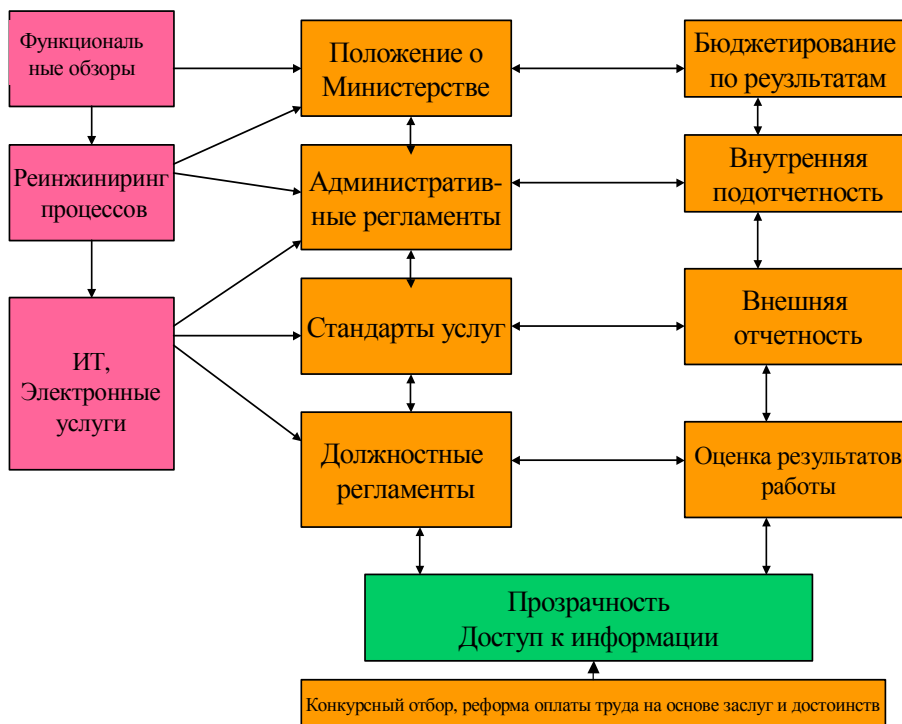 Функциональ
ные обзоры
Положение о
Министерстве
Бюджетирование
по реузльтатам
Реинжиниринг
процессов
Административ-
ные регламенты
Внутренняя
подотчетность
ИТ,
Электронные
услуги
Стандарты услуг
Внешняя
отчетность
Должностные
регламенты
Оценка результатов
работы
Прозрачность
Доступ к информации
Конкурсный отбор, реформа оплаты труда на основе заслуг и достоинств